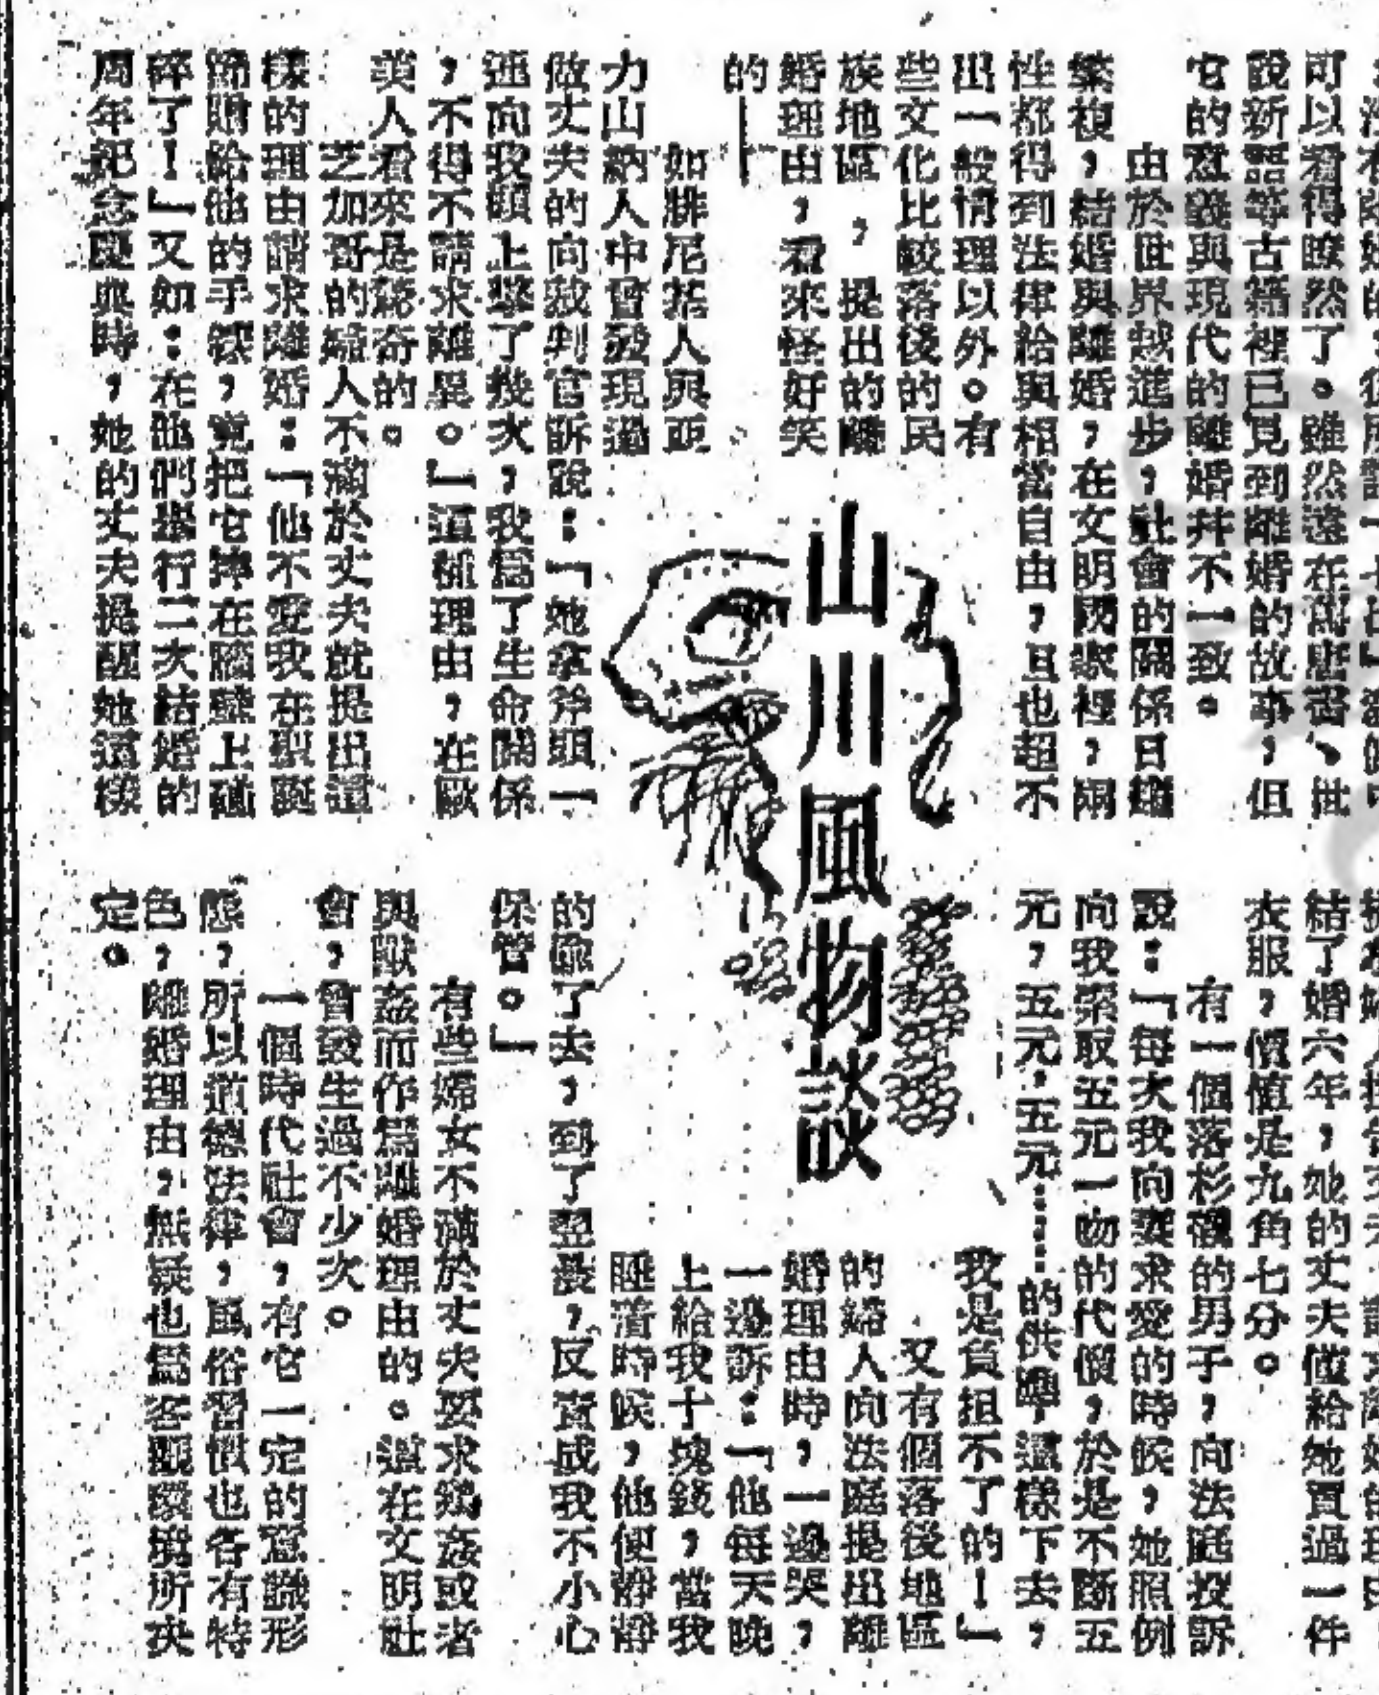 可以看得瞭然了。雖然遠在舊唐書、世
說新語等古籍裡已見到離婚的故事，但
它的意義與現代的離婚并不一致。
由於世界越進步，社會的關係日趨
繁複，結婚與離婚，在文明國家裡，兩
性都得到法律給與相當自由，且也超不
出一般情理以外。有
些文化比較落後的民
族地區，提出的離
婚理由，看來怪好笑
的——
如腓尼基人與亞
力山納人中曾發現過
做丈夫的向裁判官訴說：「她拿斧頭一
連向我頭上擊了幾次，我爲了生命關係
，不得不請求離異。」這種理由，在歐
美人看來是驚奇的。
芝加哥的婦人不滿於丈夫就提出這
樣的理由請求離婚：「他不愛我在聖誕
節贈給他的手錶，竟把它摔在牆壁上碰
碎了！」又如：在他們舉行二次結婚的
周年紀念慶典時，她的丈夫提醒她這樣
山川風物談
結了婚六年，她的丈夫僅給她買過一件
衣服，價值是九角七分。
有一個落杉磯的男子，向法庭投訴
說：「每次我向妻求愛的時候，她照例
向我索取五元一吻的代價，於是不斷五
元，五元，五元……的供應，這樣下去，
我是負担不了的！」
又有個落後地區
的婦人向法庭提出離
婚理由時，一邊哭，
一邊訴：「他每天晚
上給我十塊錢，當我
睡著時候，他便靜靜
的偷了去，到了翌晨，反責成我不小心
保管。」
有些婦女不滿於丈夫要求鷄姦或者
與獸姦而作爲離婚理由的。這在文明社
會，會發生過不少次。
一個時代社會，有它一定的意識形
態，所以道德法律，風俗習慣也各有特
色，離婚理由，無疑也爲客觀環境所決
定。